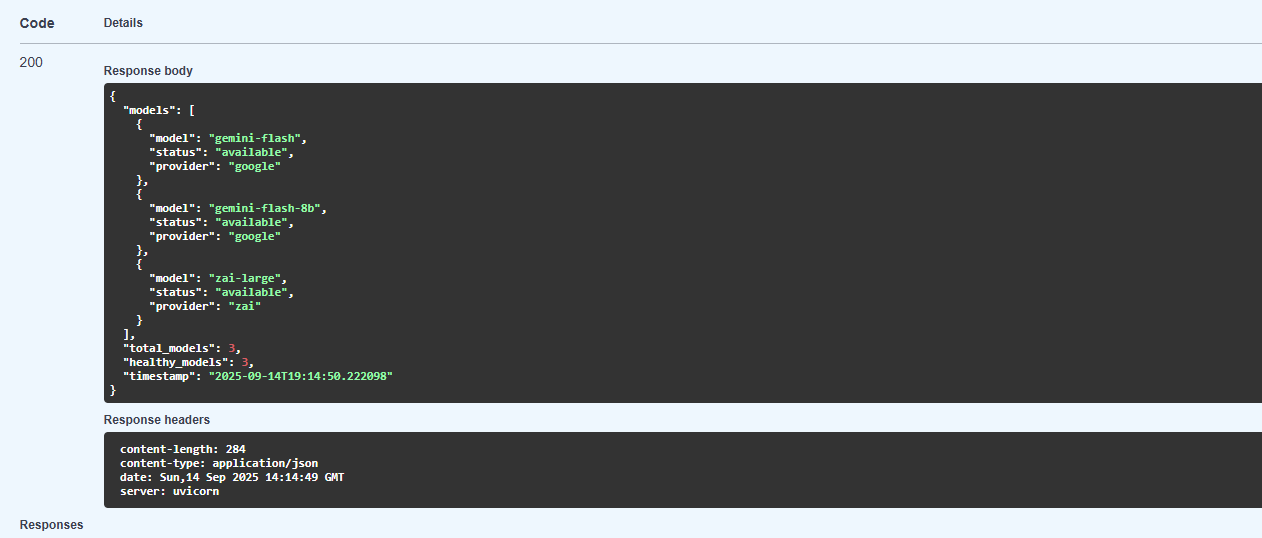 Code Details
200
Response body
{
  "models": [
    {
      "model": "gemini-flash",
      "status": "available",
      "provider": "google"
    },
    {
      "model": "gemini-flash-8b",
      "status": "available",
      "provider": "google"
    },
    {
      "model": "zai-large",
      "status": "available",
      "provider": "zai"
    }
  ],
  "total_models": 3,
  "healthy_models": 3,
  "timestamp": "2025-09-14T19:14:50.222098"
}
Response headers
content-length: 284
content-type: application/json
date: Sun,14 Sep 2025 14:14:49 GMT
server: uvicorn
Responses